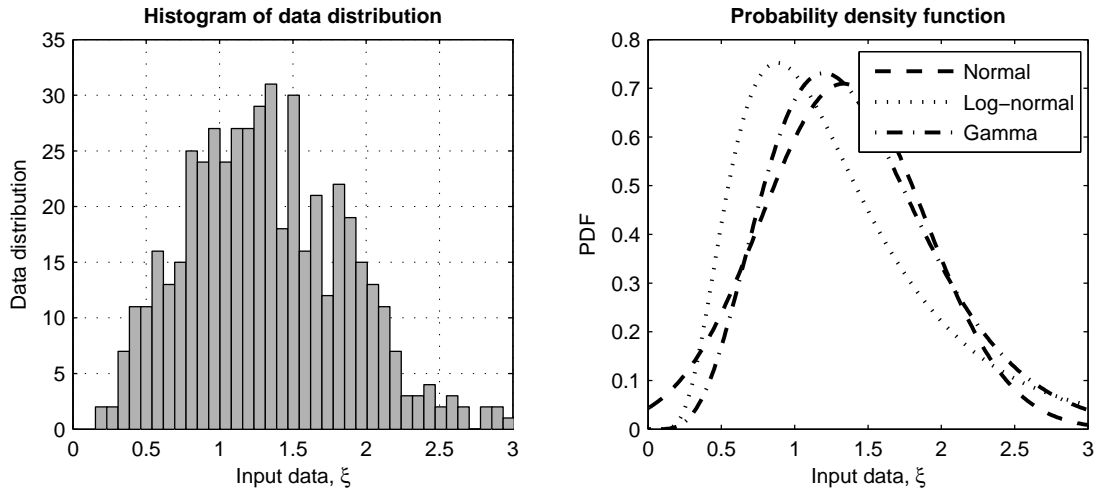 Histogram of data distribution
35
30
25
20
15
10
5
0
Data distribution
0 0.5 1 1.5 2 2.5 3
Input data, ξ
Probability density function
0.8
0.7
0.6
0.5
0.4
0.3
0.2
0.1
0
PDF
Normal
Log−normal
Gamma
0 0.5 1 1.5 2 2.5 3
Input data, ξ